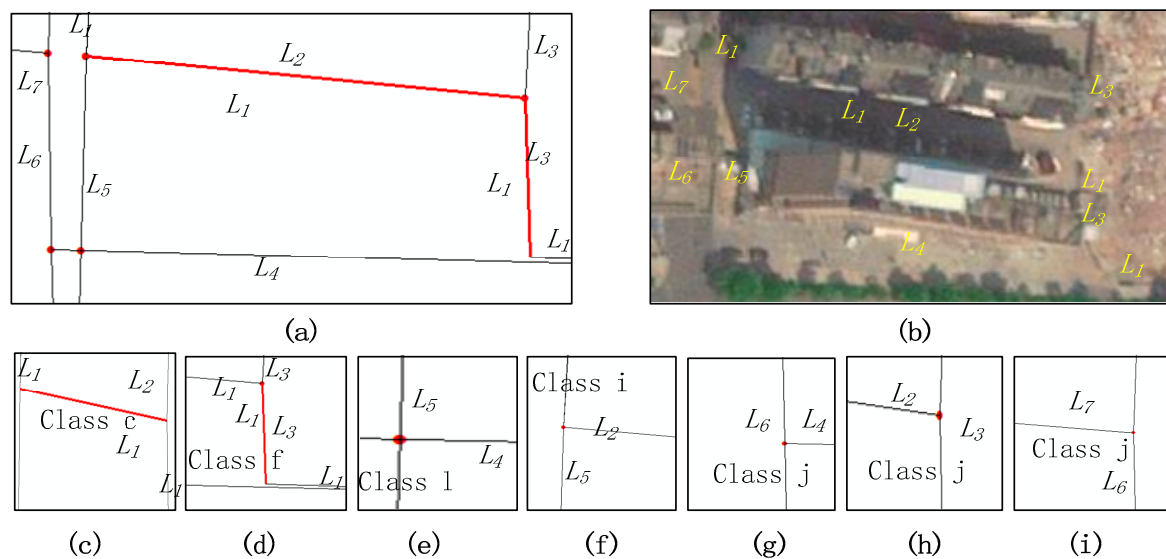 L1
L2
L3
L7
L1
L6
L5
L1
L3
L1
L4
(a)
L1
L7
L3
L1
L2
L6
L5
L1
L3
L4
L1
(b)
L1
L2
Class c
L1
(c)
L3
L1
L1
L3
Class f
L1
L1
(d)
L5
L4
Class l
(e)
Class i
L2
L5
(f)
L6
L4
Class j
(g)
L2
L3
Class j
(h)
L7
Class j
L6
(i)